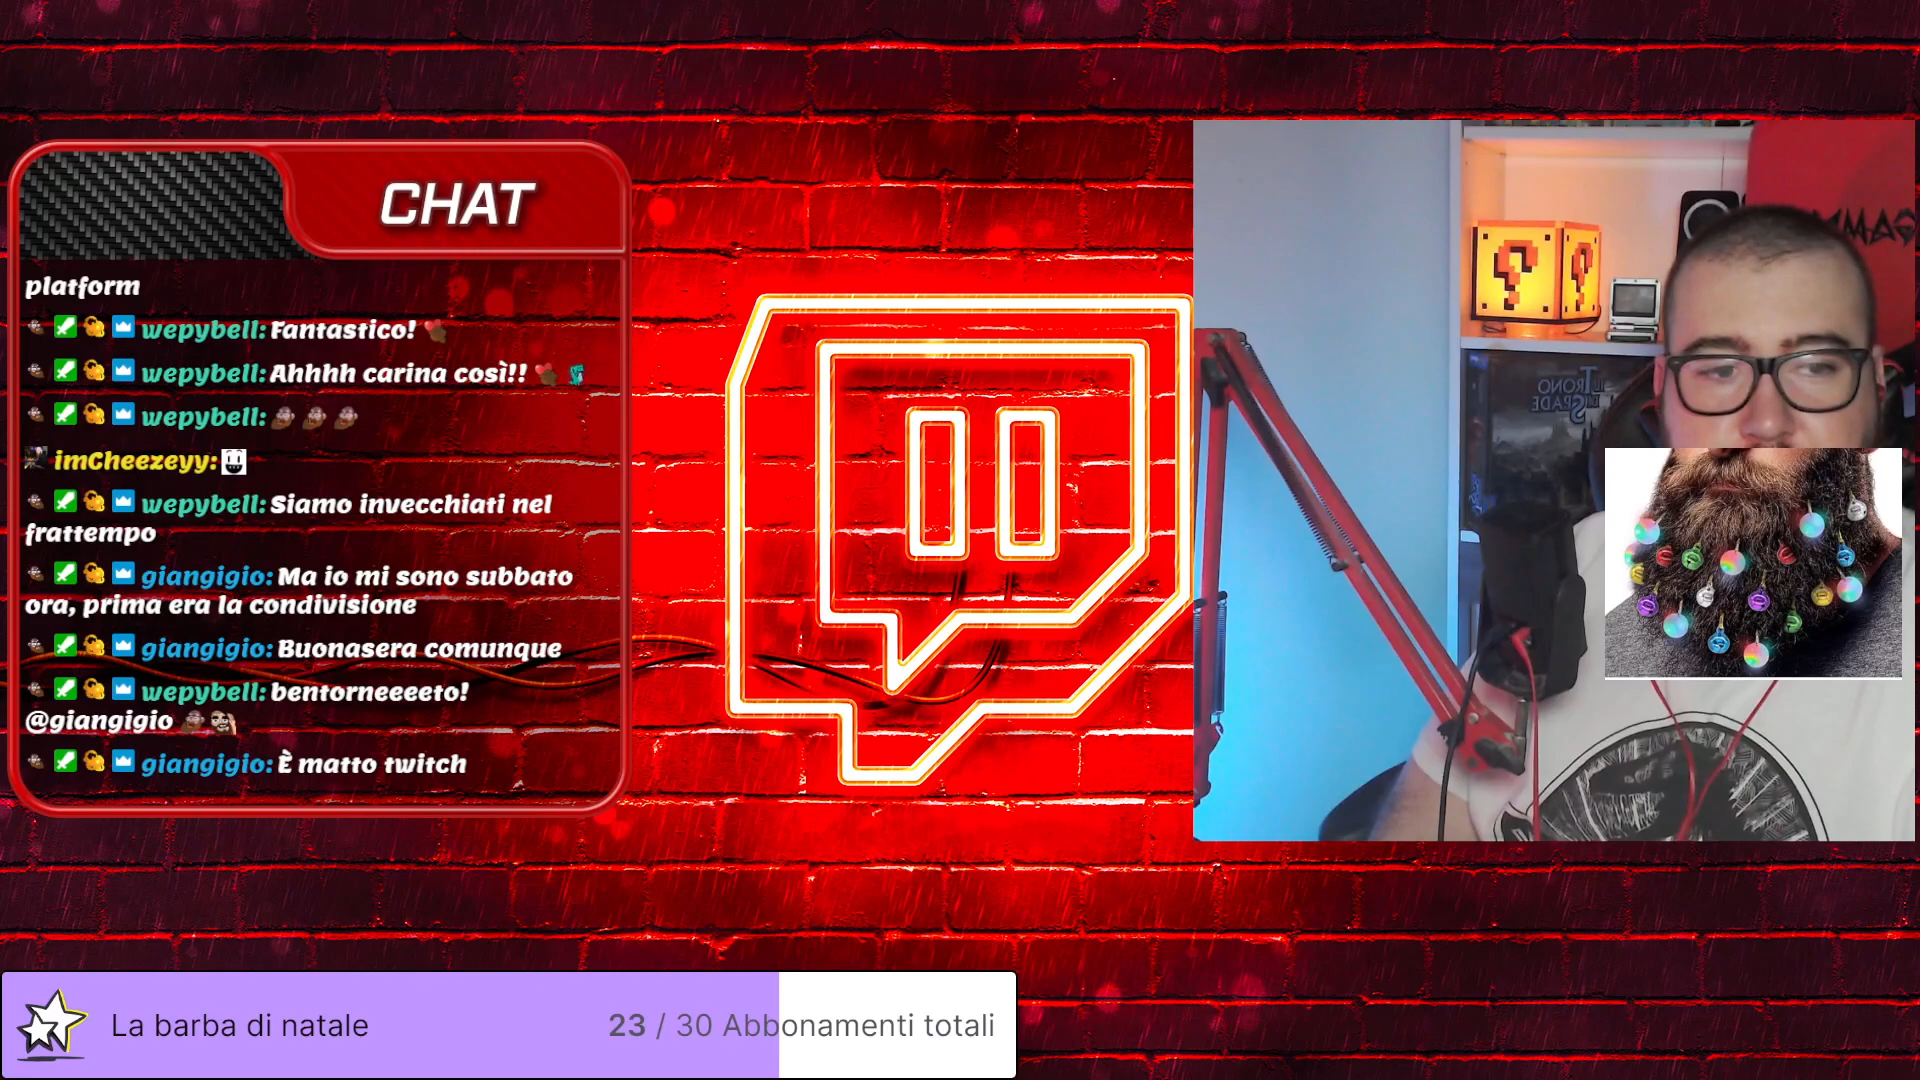 CHAT
platform
wepybell: Fantastico!
wepybell: Ahhhh carina così!!
wepybell:
imCheezeyy:
wepybell: Siamo invecchiati nel
frattempo
giangigio: Ma io mi sono subbato
ora, prima era la condivisione
giangigio: Buonasera comunque
wepybell: bentorneeeeto!
@giangigio
giangigio: È matto twitch
La barba di natale
23 / 30 Abbonamenti totali